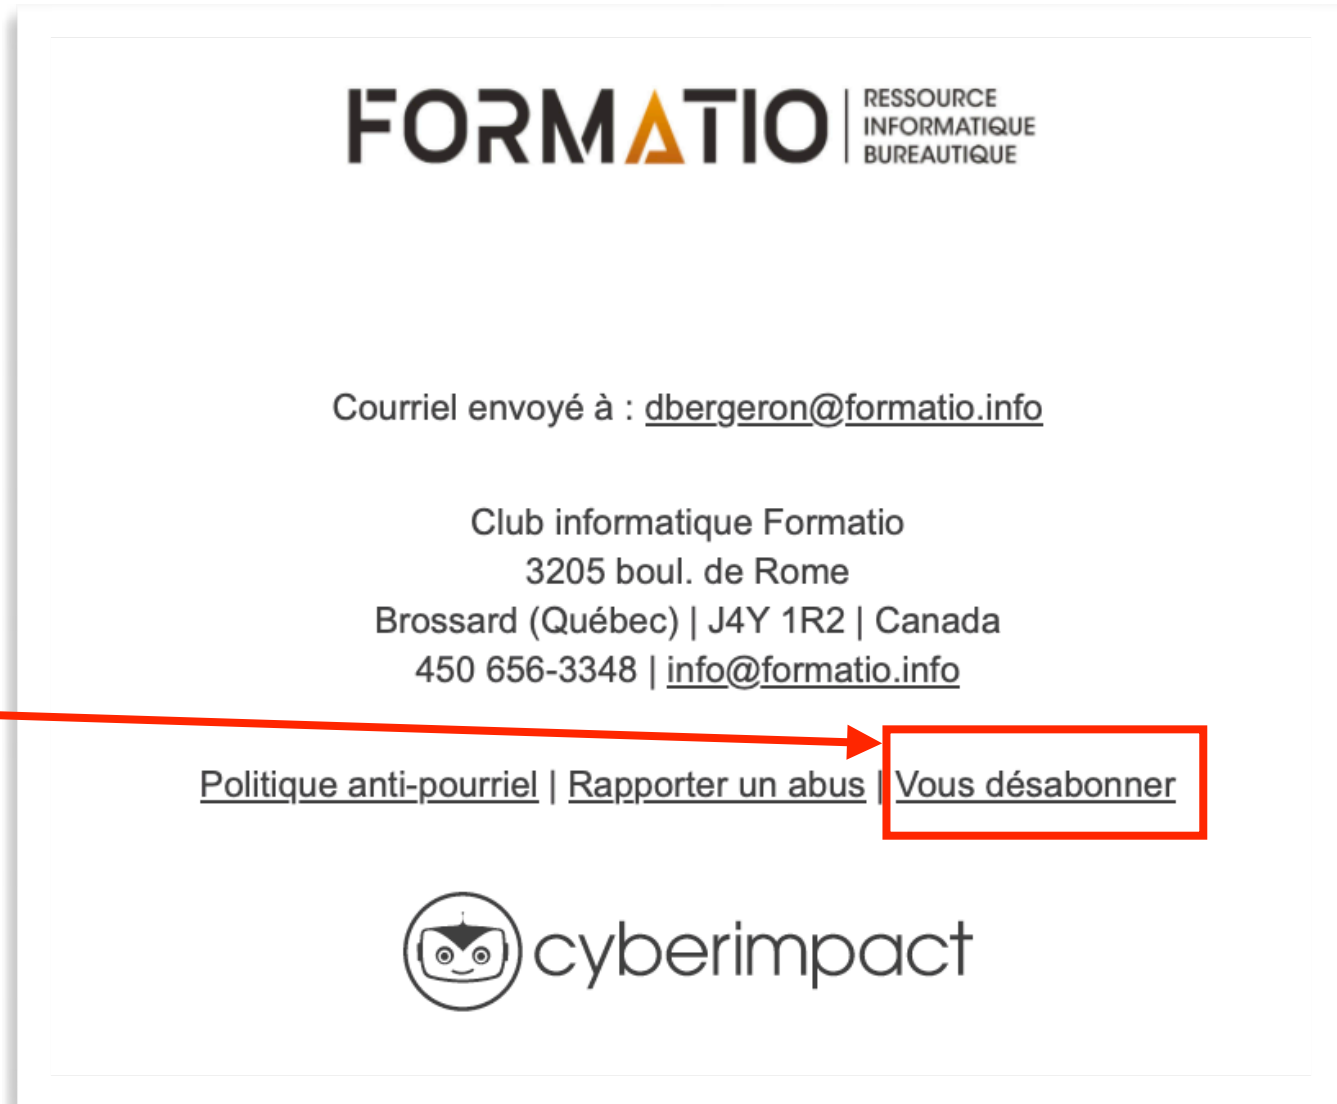 FORMATIO
RESSOURCE
INFORMATIQUE
BUREAUTIQUE
Courriel envoyé à : dbergeron@formatio.info
Club informatique Formatio
3205 boul. de Rome
Brossard (Québec) | J4Y 1R2 | Canada
450 656-3348 | info@formatio.info
Politique anti-pourriel | Rapporter un abus | Vous désabonner
cyberimpact